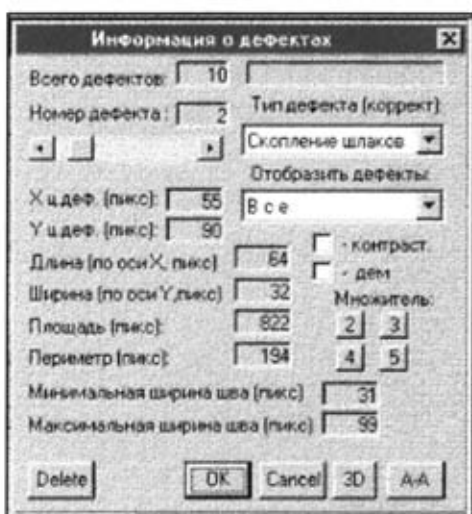 Информация о дефектах
Всего дефектов: 10
Номер дефекта : 2
Тип дефекта (коррект)
Скопление шлаков
Отобразить дефекты:
В с е
X ц.деф. (пикс): 55
Y ц.деф. (пикс): 90
Длина (по оси X, пикс) 64
Ширина (по оси Y,пикс) 32
Площадь (пикс): 822
Периметр (пикс): 194
- контраст.
- дем
Множитель:
2 3
4 5
Минимальная ширина шва (пикс) 31
Максимальная ширина шва (пикс) 99
Delete OK Cancel 3D A-A